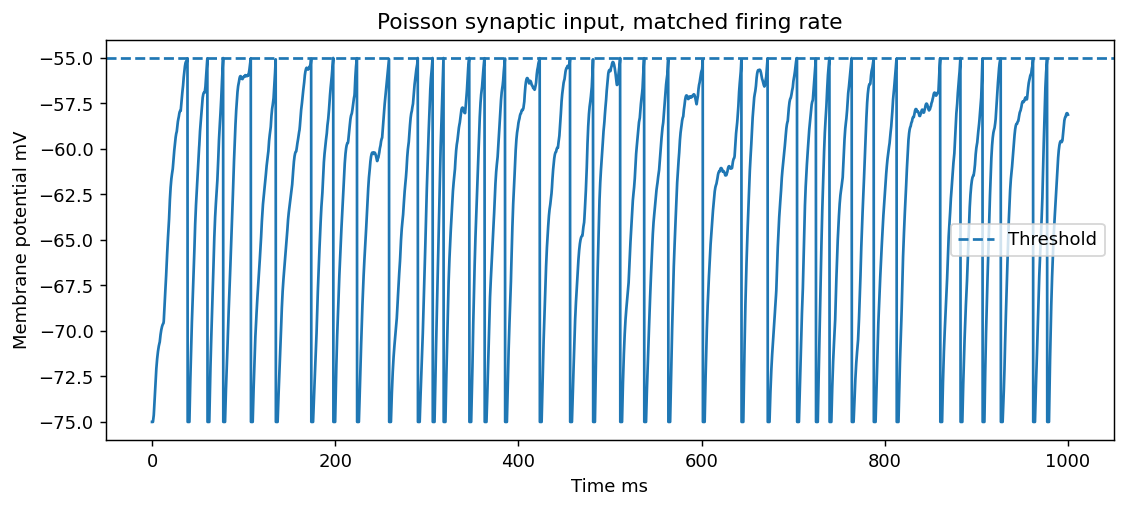 Poisson synaptic input, matched firing rate
Membrane potential mV
−55.0
−57.5
−60.0
−62.5
−65.0
−67.5
−70.0
−72.5
−75.0
Threshold
0 200 400 600 800 1000
Time ms